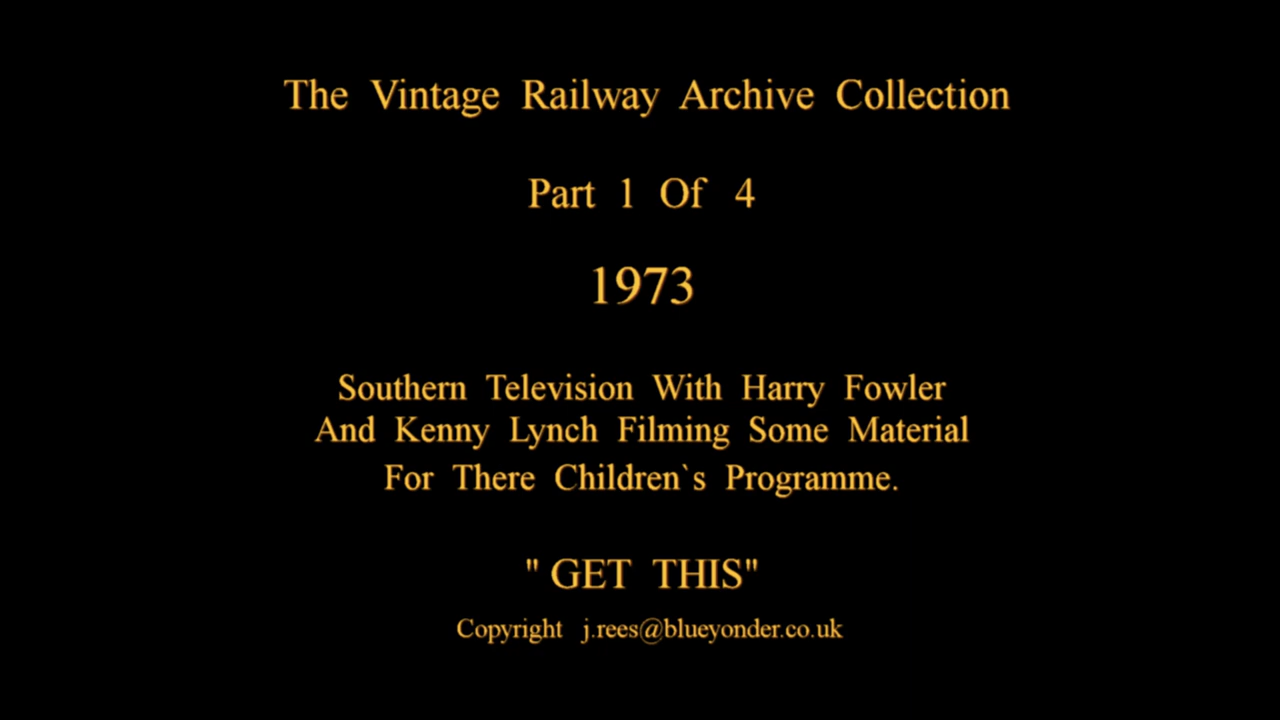 The Vintage Railway Archive Collection
Part 1 Of 4
1973
Southern Television With Harry Fowler
And Kenny Lynch Filming Some Material
For There Children`s Programme.
" GET THIS"
Copyright j.rees@blueyonder.co.uk